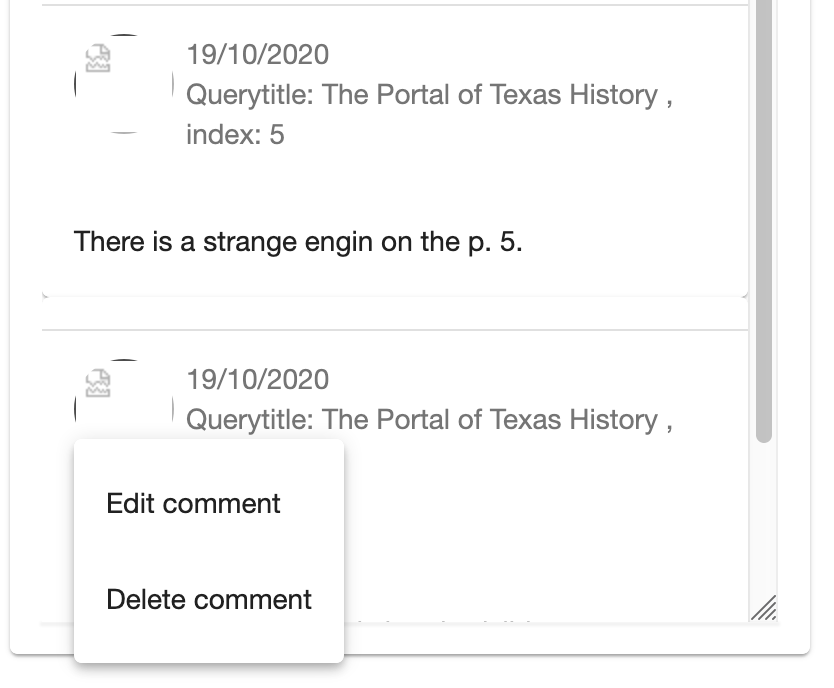 19/10/2020
Querytitle: The Portal of Texas History ,
index: 5
There is a strange engin on the p. 5.
19/10/2020
Querytitle: The Portal of Texas History ,
Edit comment
Delete comment